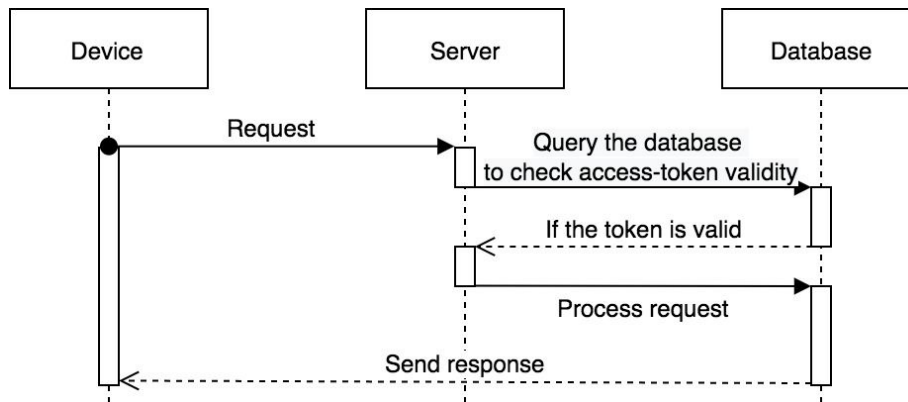 Device
Server
Database
Request
Query the database
to check access-token validity
If the token is valid
Process request
Send response